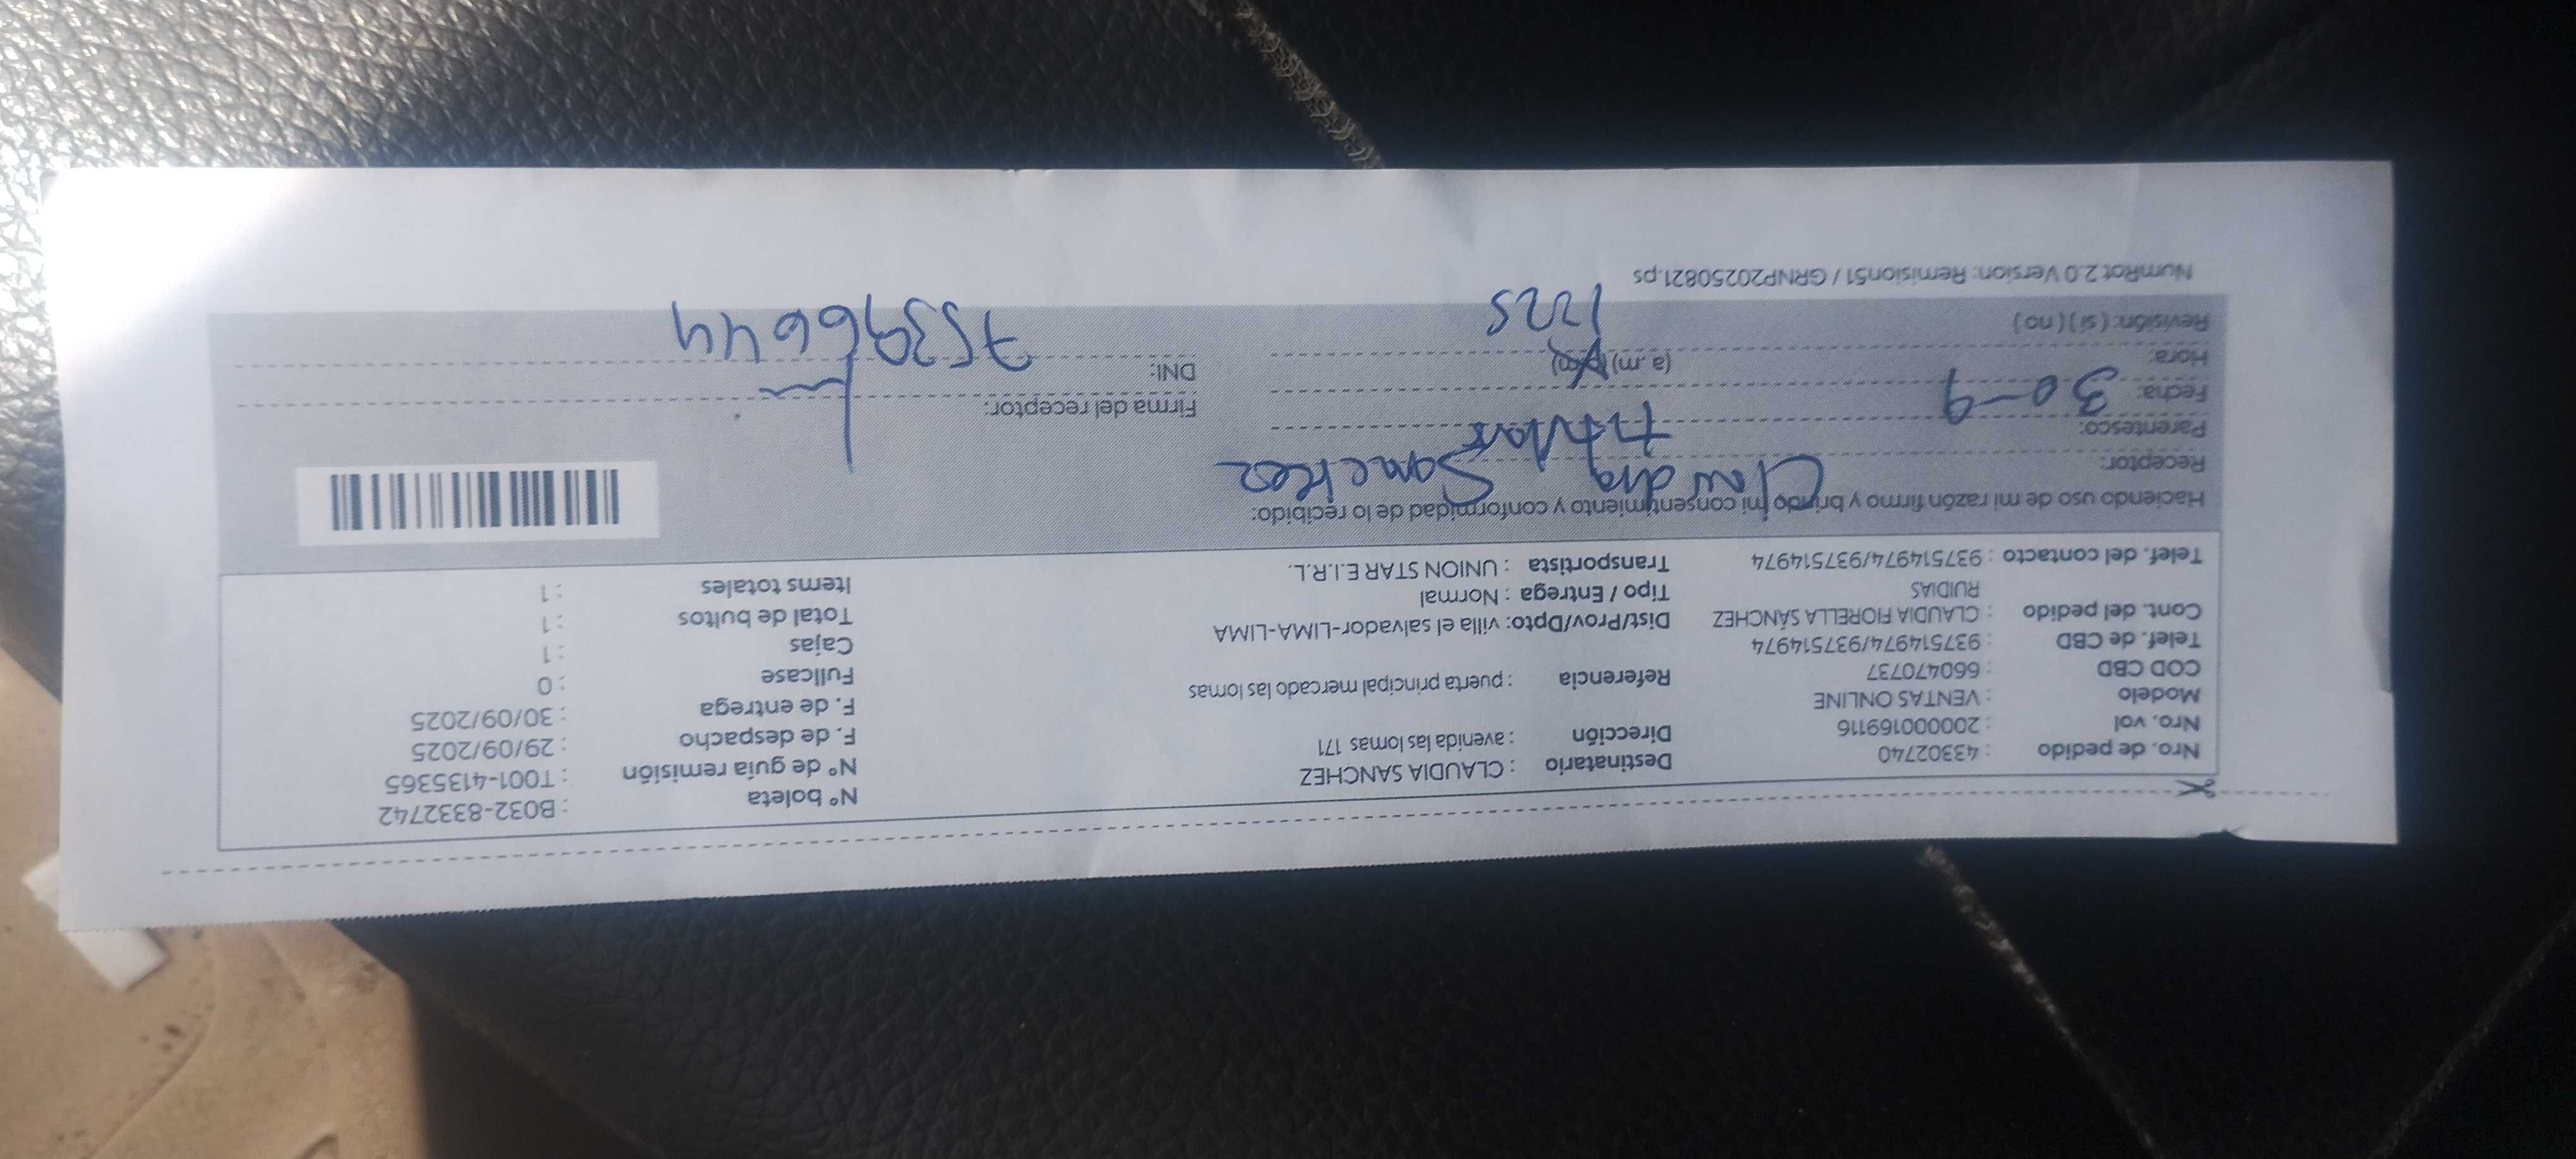 Nro. de pedido : 43302740
Nro. vol : 200000169116
Modelo : VENTAS ONLINE
COD CBD : 660470737
Telef. de CBD : 937514974/937514974
Cont. del pedido : CLAUDIA FIORELLA SÁNCHEZ
RUIDIAS
Telef. del contacto : 937514974/937514974
Destinatario : CLAUDIA SANCHEZ
Dirección : avenida las lomas 171
Referencia : puerta principal mercado las lomas
Dist/Prov/Dpto: villa el salvador-LIMA-LIMA
Tipo / Entrega : Normal
Transportista : UNION STAR E.I.R.L.
N° boleta : B032-8332742
N° de guía remisión : T001-4135365
F. de despacho : 29/09/2025
F. de entrega : 30/09/2025
Fullcase : 0
Cajas : 1
Total de bultos : 1
Items totales : 1
Haciendo uso de mi razón firmo y brindo mi consentimiento y conformidad de lo recibido:
Receptor: Claudia Sanchez
Parentesco: titular
Fecha: 30-9
Hora: (a.m) (pm)
Revisión: ( si ) ( no ) 1225
Firma del receptor:
DNI: 75396644
NumRot 2.0 Version: Remision51 / GRNP20250821.ps